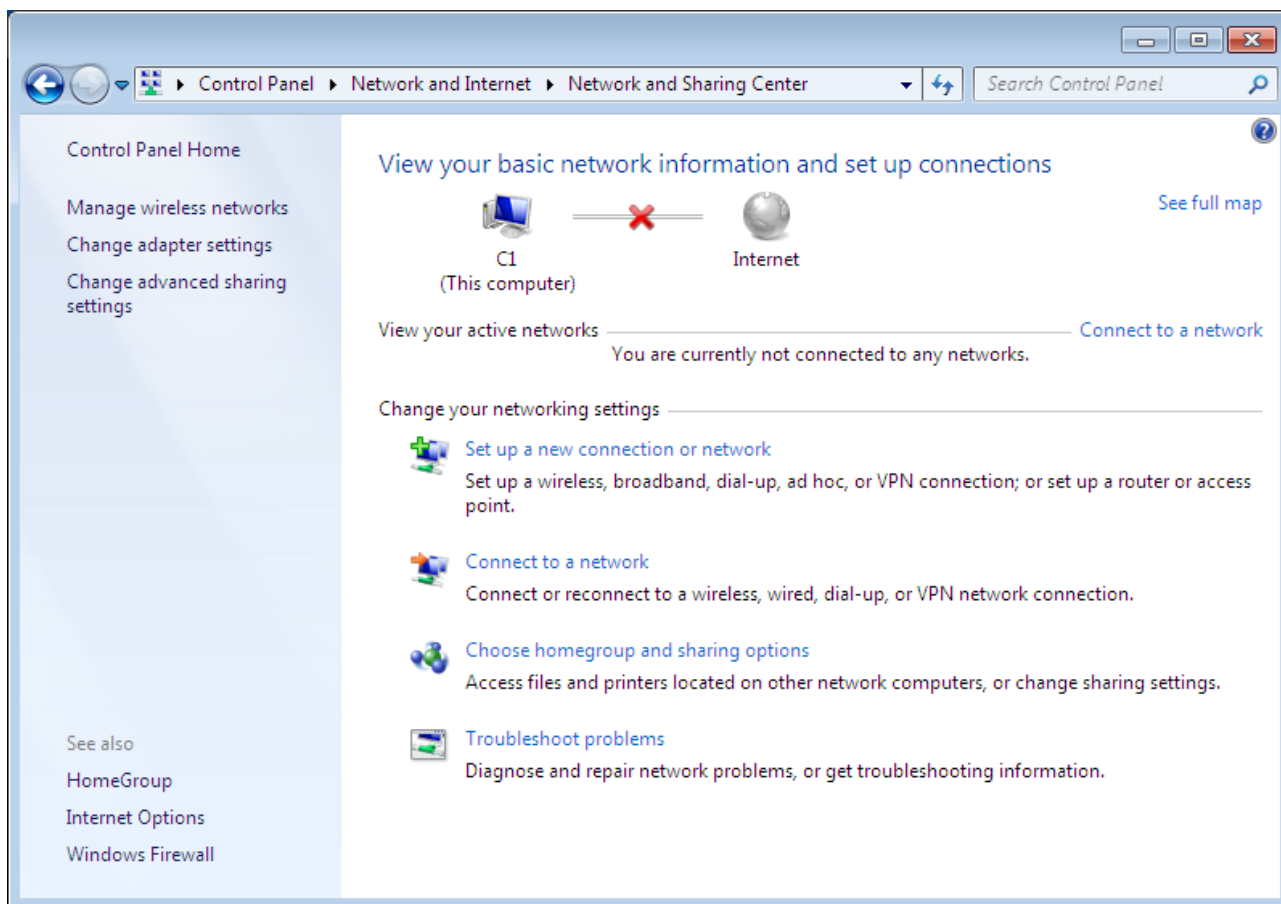 Control Panel ▸ Network and Internet ▸ Network and Sharing Center
Search Control Panel
Control Panel Home
Manage wireless networks
Change adapter settings
Change advanced sharing
settings
See also
HomeGroup
Internet Options
Windows Firewall
View your basic network information and set up connections
See full map
C1
(This computer)
Internet
View your active networks
Connect to a network
You are currently not connected to any networks.
Change your networking settings
Set up a new connection or network
Set up a wireless, broadband, dial-up, ad hoc, or VPN connection; or set up a router or access
point.
Connect to a network
Connect or reconnect to a wireless, wired, dial-up, or VPN network connection.
Choose homegroup and sharing options
Access files and printers located on other network computers, or change sharing settings.
Troubleshoot problems
Diagnose and repair network problems, or get troubleshooting information.